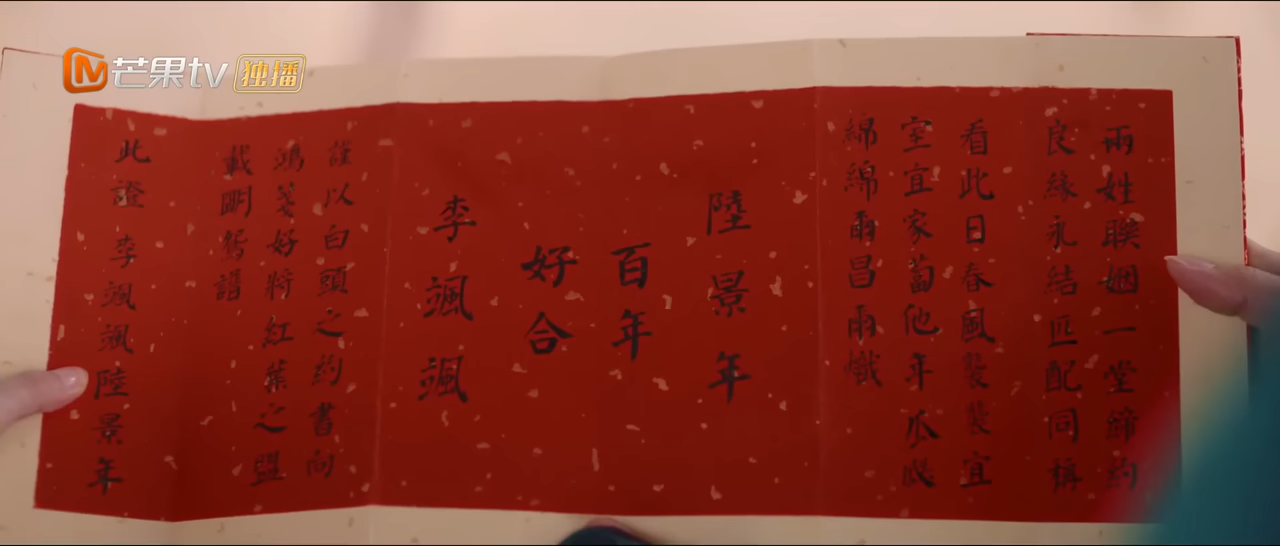 芒果tv 独播
兩姓聯姻一堂締約
良緣永結匹配同稱
看此日春風宜
室宜家蔔他年瓜瓞
綿綿爾昌爾熾
陸景年
百年
好合
李颯颯
謹以白頭之約書向
鴻箋好將紅葉之盟
載明鴛譜
此證 李颯颯陸景年